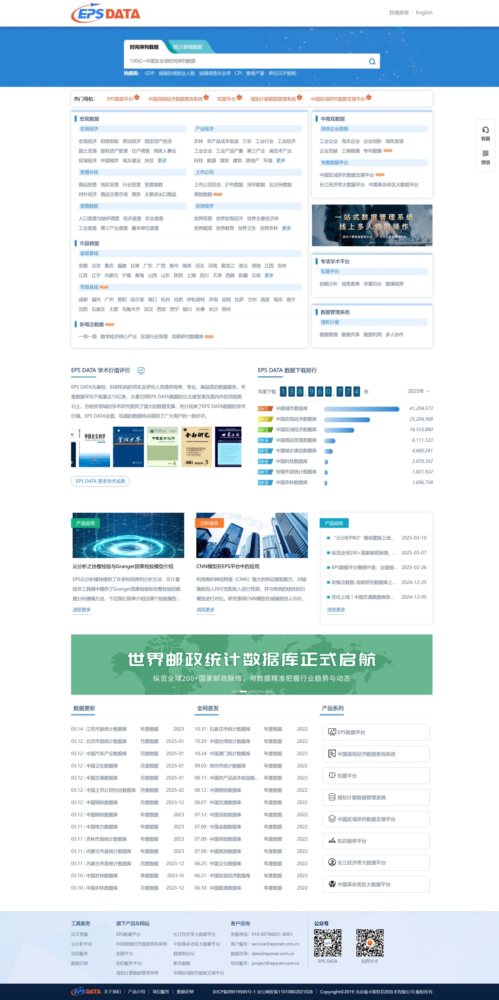 EPS DATA
在线咨询 | English
时间序列数据 统计表格数据
100亿+中国及全球时间序列数据
热搜词： GDP 城镇新增就业人数 城镇调查失业率 CPI 粮食产量 单位GDP能耗
热门导航： EPS数据平台 HOT 中国微观经济数据查询系统 HOT 知图平台 HOT 搜知计蒙数据管理系统 HOT 中国区域研究数据支撑平台 HOT
宏观数据
宏观经济
宏观经济 财政税收 劳动经济 固定资产投资
国土资源 国有资产管理 住户调查 残疾人事业
区域经济 中国城市 城乡建设 扶贫 更多
产业经济
农林 农产品成本收益 三农 工业行业 工业经济
工业企业 工业产品产量 第三产业 高技术产业
科技 能源 煤炭 建筑 房地产 环境 更多
贸易外经
商品贸易 地区贸易 行业贸易 贸易指数
对外经济 商品交易市场 商务 主要进出口商品
上市公司
上市公司综合 沪市数据 深市数据 北交所数据
港股数据
普查数据
人口普查与抽样调查 经济普查 农业普查
工业普查 第三产业普查 基本单位普查
全球经济
世界贸易 世界宏观经济 世界主要经济体
世界能源 世界教育 世界卫生 世界农林 更多
市县数据
省级县域
安徽 北京 重庆 福建 甘肃 广东 广西 贵州 海南 河北 河南 黑龙江 湖北 湖南 江西 吉林
江苏 辽宁 内蒙古 宁夏 青海 山西 山东 陕西 上海 四川 天津 西藏 新疆 云南 更多
市级县域
成都 福州 广州 贵阳 哈尔滨 海口 杭州 合肥 呼和浩特 济南 昆明 拉萨 兰州 南昌 南京 南宁
沈阳 石家庄 太原 乌鲁木齐 武汉 西安 西宁 银川 长春 长沙 郑州
新概念数据
一带一路 数字经济核心产业 区域行业贸易 双碳研究数据库
中微观数据
微观企业数据
工业企业 海关企业 企业创新 绿色发展
企业贡献 工商数据 专利数据
专题数据平台
中国区域研究数据支撑平台
长江经济带大数据平台 中国革命老区大数据平台
一站式数据管理系统
线上多人协同操作
搜知计蒙数据管理系统 —— 专业化数据管理软件
专项学术平台
知图平台
投稿分析 信息素养 学赛后台 图情视界
数据管理系统
搜知计蒙
数据管理 数据共享 数据利用 多人协作
客服
微信
EPS DATA 学术价值评价
EPS DATA为高校、科研机构的师生及研究人员提供简单、专业、高品质的数据服务，年
度数据平均下载量达10亿条，大量引用EPS DATA数据的论文被发表在国内外的顶级期
刊上，为相关领域的学术研究提供了强大的数据支撑，充分反映了EPS DATA数据的学术
价值。EPS DATA全面、权威的数据特点得到了广大用户的一致好评。
中国社会科学
2020/04
管理世界
5
中国农村经济
4
金融研究
Journal of Financial Research
2020 3
世界经济
The Journal of World Economy
EPS DATA 更多学术成果
EPS DATA 数据下载排行
年度下载 138,960,774 条 2025年
TOP 1 中国城市数据库 41,204,573
TOP 2 中国宏观经济数据库 25,204,368
TOP 3 中国区域经济数据库 16,533,880
TOP 4 中国商品贸易数据库 6,111,123
TOP 5 中国城乡建设数据库 4,680,241
TOP 6 中国科技数据库 2,070,352
TOP 7 安徽市县统计数据库 1,821,922
TOP 8 中国农林数据库 1,696,758
产品应用
云分析之协整检验与Granger因果检验模型介绍
EPS云分析模块提供了许多时间序列分析方法，在计量
经济工具箱中提供了Granger因果检验和协整检验的数
据分析建模方法，下边我们简单介绍这俩个检验模型...
浏览更多
分析报告
CNN模型在EPS平台中的应用
利用卷积神经网络（CNN）强大的特征提取能力，对城
镇居民人均可支配收入进行预测，并与传统的线性回归
模型进行对比。研究表明CNN模型在城镇居民人均可...
浏览更多
产品动态
“云分析PRO”模块震撼上线... 2025-03-10
纵览全球200+国家邮政脉络，... 2025-03-07
EPS数据平台重磅升级：全面接... 2025-02-26
新概念数据-双碳研究数据库上... 2024-12-25
优化上线丨中国交通数据库新... 2024-12-05
浏览更多
世界邮政统计数据库正式启航
纵览全球200+国家邮政脉络，用数据精准把握行业趋势与动态
数据更新
03.14 | 江苏市县统计数据库 年度数据 2023
03.12 | 北京市县统计数据库 月度数据 2025-01
03.12 | 中国汽车产业数据库 月度数据 2025-01
03.12 | 中国卫生数据库 月度数据 2025-01
03.12 | 中国交通数据库 月度数据 2025-01
03.12 | 中国上市公司综合数据库 月度数据 2025-02
03.12 | 中国钢铁数据库 月度数据 2023-12
03.12 | 中国钢铁数据库 年度数据 2023
03.11 | 中国电力数据库 年度数据 2023
03.11 | 吉林市县统计数据库 年度数据 2023
03.11 | 内蒙古市县统计数据库 年度数据 2023
03.11 | 内蒙古市县统计数据库 月度数据 2023-12
03.10 | 中国农林数据库 季度数据 2023-IV
03.10 | 中国农林数据库 月度数据 2023-12
全网首发
10.31 | 石家庄市统计数据库 年度数据 2022
10.29 | 中国台湾统计数据库 年度数据 2022
10.24 | 中国澳门统计数据库 年度数据 2023
09.03 | 郑州市统计数据库 年度数据 2022
08.15 | 中国农产品成本收益数... 年度数据 2023
08.12 | 中国钢铁数据库 年度数据 2022
08.07 | 中国交通数据库 年度数据 2022
07.12 | 中国民政数据库 年度数据 2022
07.09 | 中国金融数据库 年度数据 2022
07.09 | 中国保险数据库 年度数据 2022
07.08 | 中国旅游数据库 年度数据 2022
06.25 | 中国文化数据库 年度数据 2022
06.21 | 中国宏观经济数据库 年度数据 2023
06.18 | 中国能源数据库 年度数据 2022
产品系列
EPS数据平台
中国微观经济数据查询系统
知图平台
搜知计蒙数据管理系统
中国区域研究数据支撑平台
知识服务平台
长江经济带大数据平台
中国革命老区大数据平台
工具服务
论文查重
云分析平台
项目服务
数据定制
旗下产品&网站
EPS数据平台 长江经济带大数据平台
中国微观经济数据查询系统 中国革命老区大数据平台
知图平台 数据狗论坛
知识服务平台 新讯数据
搜知计蒙数据管理系统 中国区域研究数据支撑平台
客户咨询
客服热线：010-85786021-8001
客户服务：service@epsnet.com.cn
数据咨询：data@epsnet.com.cn
项目服务：project@epsnet.com.cn
公众号
EPS DATA 知图学术
EPS DATA 关于我们 | 产品介绍 | 项目服务 | 数据定制 京ICP备09019565号-1 京公网安备11010802021028 | Copyright©2019 北京福卡斯特信息技术有限公司 版权所有